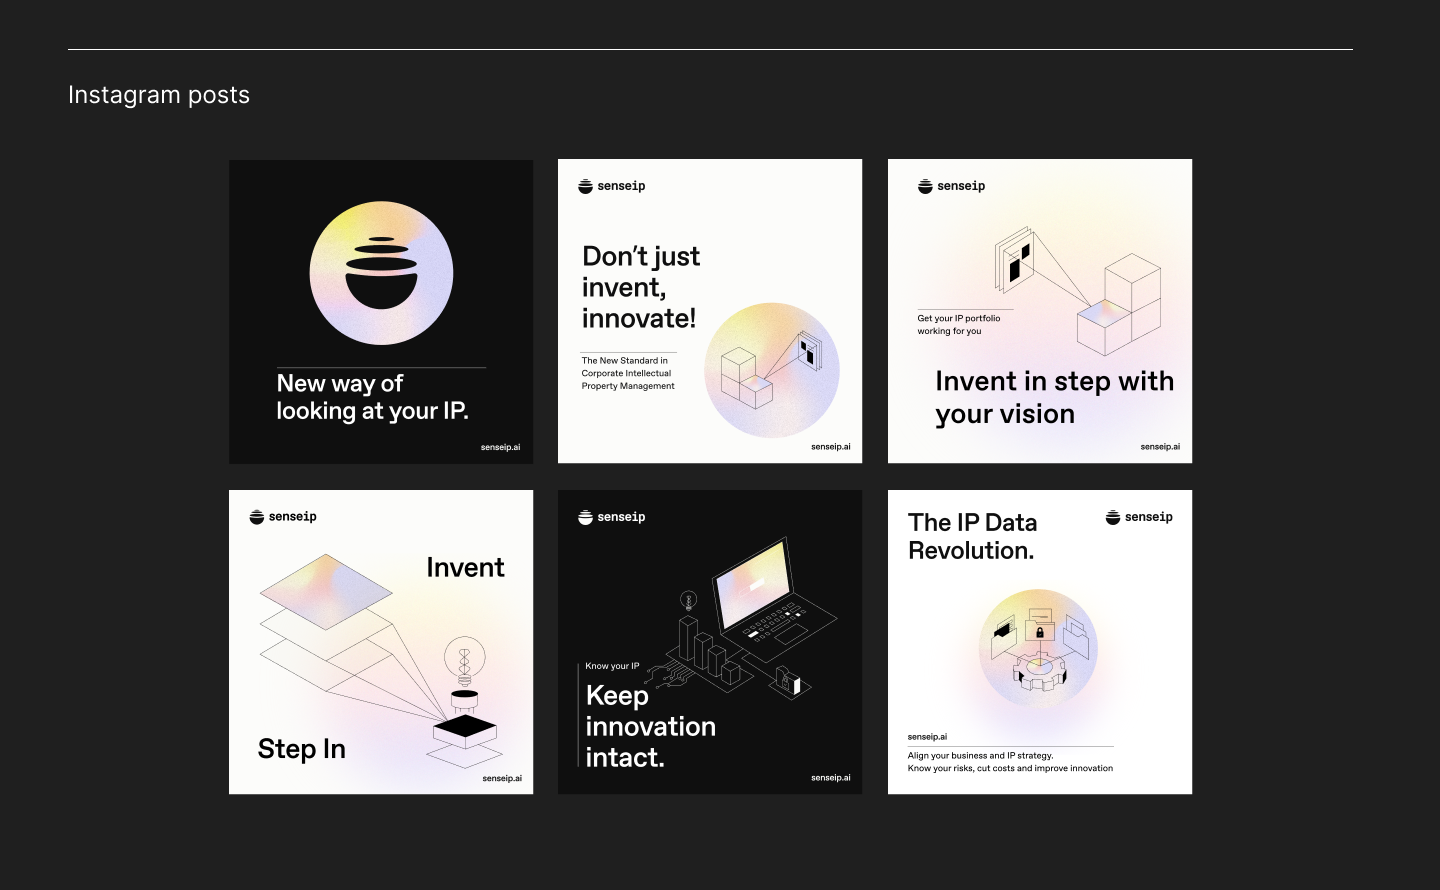 Instagram posts
New way of
looking at your IP.
senseip.ai
senseip
Don't just
invent,
innovate!
The New Standard in
Corporate Intellectual
Property Management
senseip.ai
senseip
Get your IP portfolio
working for you
Invent in step with
your vision
senseip.ai
senseip
Invent
Step In
senseip.ai
senseip
Know your IP
Keep
innovation
intact.
senseip.ai
The IP Data
Revolution.
senseip
senseip.ai
Align your business and IP strategy.
Know your risks, cut costs and improve innovation